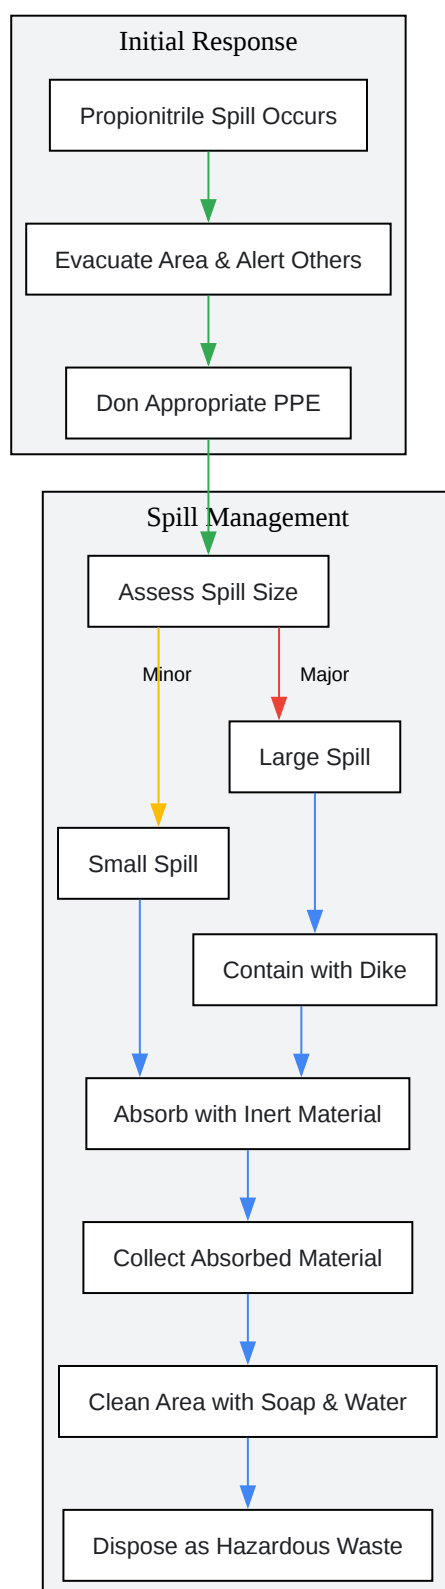 Initial Response
Propionitrile Spill Occurs
Evacuate Area & Alert Others
Don Appropriate PPE
Spill Management
Assess Spill Size
Minor
Major
Large Spill
Small Spill
Contain with Dike
Absorb with Inert Material
Collect Absorbed Material
Clean Area with Soap & Water
Dispose as Hazardous Waste